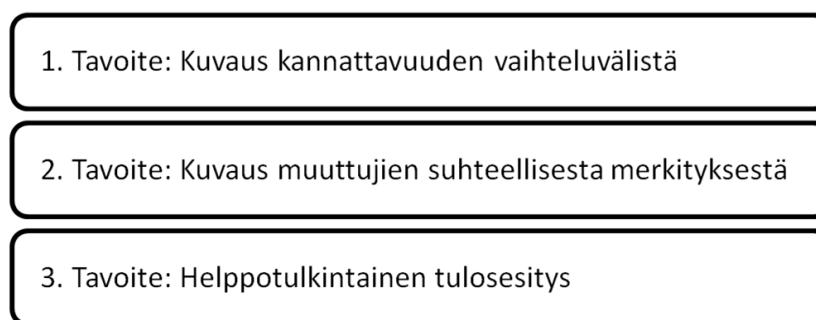 1. Tavoite: Kuvaus kannattavuuden vaihteluvälistä
2. Tavoite: Kuvaus muuttujien suhteellisesta merkityksestä
3. Tavoite: Helppotulkintainen tulosesitys